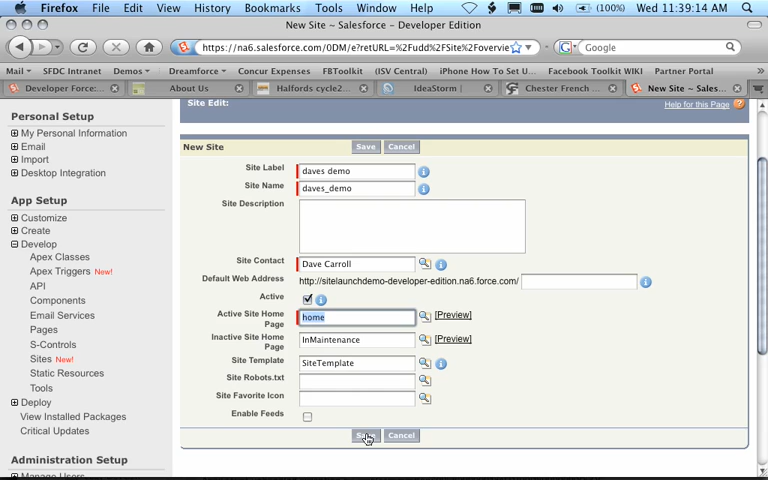 Firefox File Edit View History Bookmarks Tools Window (100%) Wed 11:39:14 AM
New Site ~ Salesforce – Developer Edition
https://na6.salesforce.com/0DM/e?retURL=%2Fudd%2FSite%2Fovervie Google
Mail SFDC Intranet Demos Dreamforce Concur Expenses FBToolkit (ISV Central) iPhone How To Set U... Facebook Toolkit WIKI Partner Portal
Developer Force:... About Us Halfords cycle2... IdeaStorm | Chester French ... New Site ~ Sales...
Site Edit: Help for this Page ?
New Site Save Cancel
Site Label daves demo
Site Name daves_demo
Site Description
Site Contact Dave Carroll
Default Web Address http://sitelaunchdemo-developer-edition.na6.force.com/
Active
Active Site Home Page home [Preview]
Inactive Site Home Page InMaintenance [Preview]
Site Template SiteTemplate
Site Robots.txt
Site Favorite Icon
Enable Feeds
Cancel
Personal Setup
My Personal Information
Email
Import
Desktop Integration
App Setup
Customize
Create
Develop
Apex Classes
Apex Triggers New!
API
Components
Email Services
Pages
S-Controls
Sites New!
Static Resources
Tools
Deploy
View Installed Packages
Critical Updates
Administration Setup
Manage Users